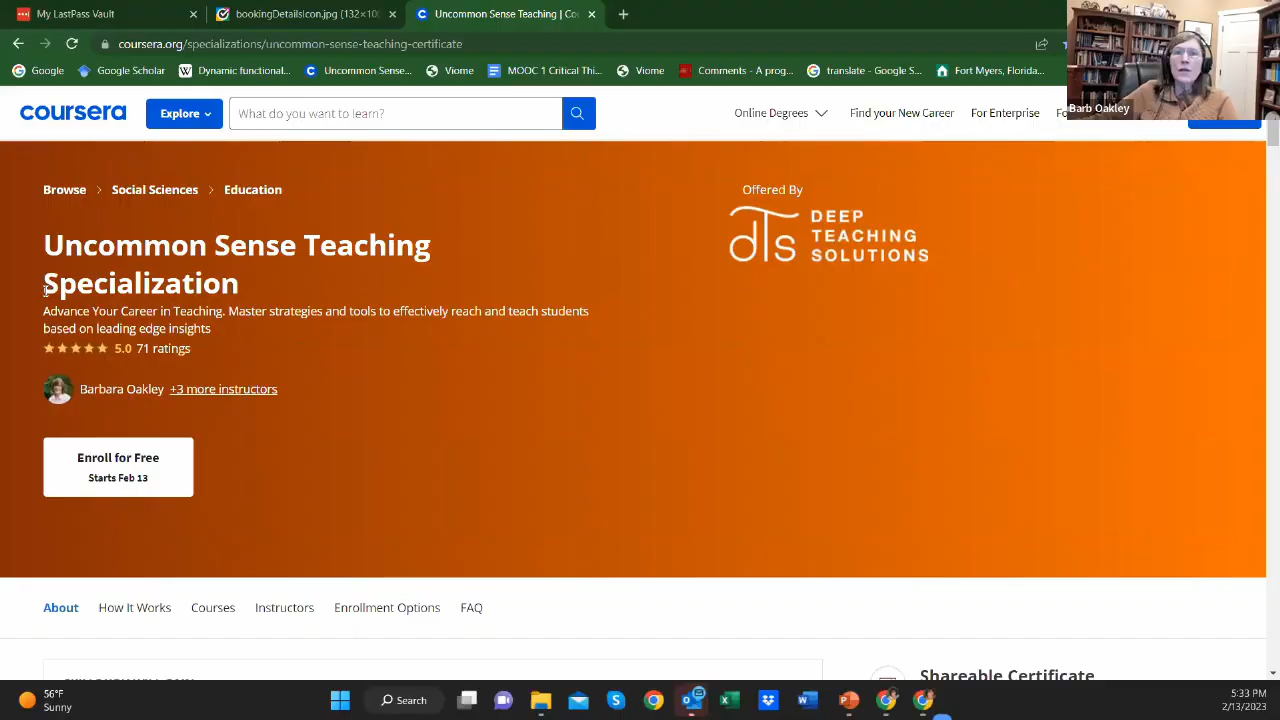 My LastPass Vault
bookingDetailsIcon.jpg (132×10
Uncommon Sense Teaching | Co
coursera.org/specializations/uncommon-sense-teaching-certificate
Google
Google Scholar
Dynamic functional...
Uncommon Sense...
Viome
MOOC 1 Critical Thi...
Viome
Comments - A prog...
translate - Google S...
Fort Myers, Florida...
Barb Oakley
coursera
Explore
What do you want to learn?
Online Degrees
Find your New Career
For Enterprise
Browse > Social Sciences > Education
Offered By
dTs
DEEP
TEACHING
SOLUTIONS
Uncommon Sense Teaching
Specialization
Advance Your Career in Teaching. Master strategies and tools to effectively reach and teach students
based on leading edge insights
5.0 71 ratings
Barbara Oakley +3 more instructors
Enroll for Free
Starts Feb 13
About
How It Works
Courses
Instructors
Enrollment Options
FAQ
Shareable Certificate
56°F
Sunny
Search
5:33 PM
2/13/2023